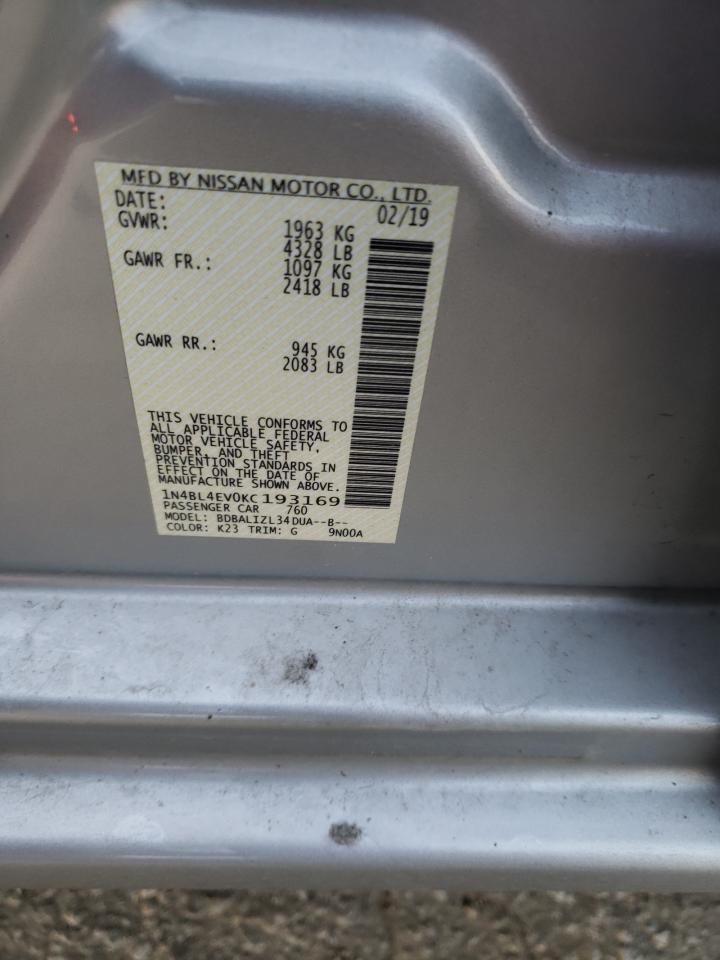 MFD BY NISSAN MOTOR CO., LTD.
DATE: 02/19
GVWR: 1963 KG
4328 LB
GAWR FR.: 1097 KG
2418 LB
GAWR RR.: 945 KG
2083 LB
THIS VEHICLE CONFORMS TO
ALL APPLICABLE FEDERAL
MOTOR VEHICLE SAFETY,
BUMPER, AND THEFT
PREVENTION STANDARDS IN
EFFECT ON THE DATE OF
MANUFACTURE SHOWN ABOVE.
1N4BL4EV0KC193169
PASSENGER CAR 760
MODEL: BDBALIZL34DUA--B--
COLOR: K23 TRIM: G 9N00A